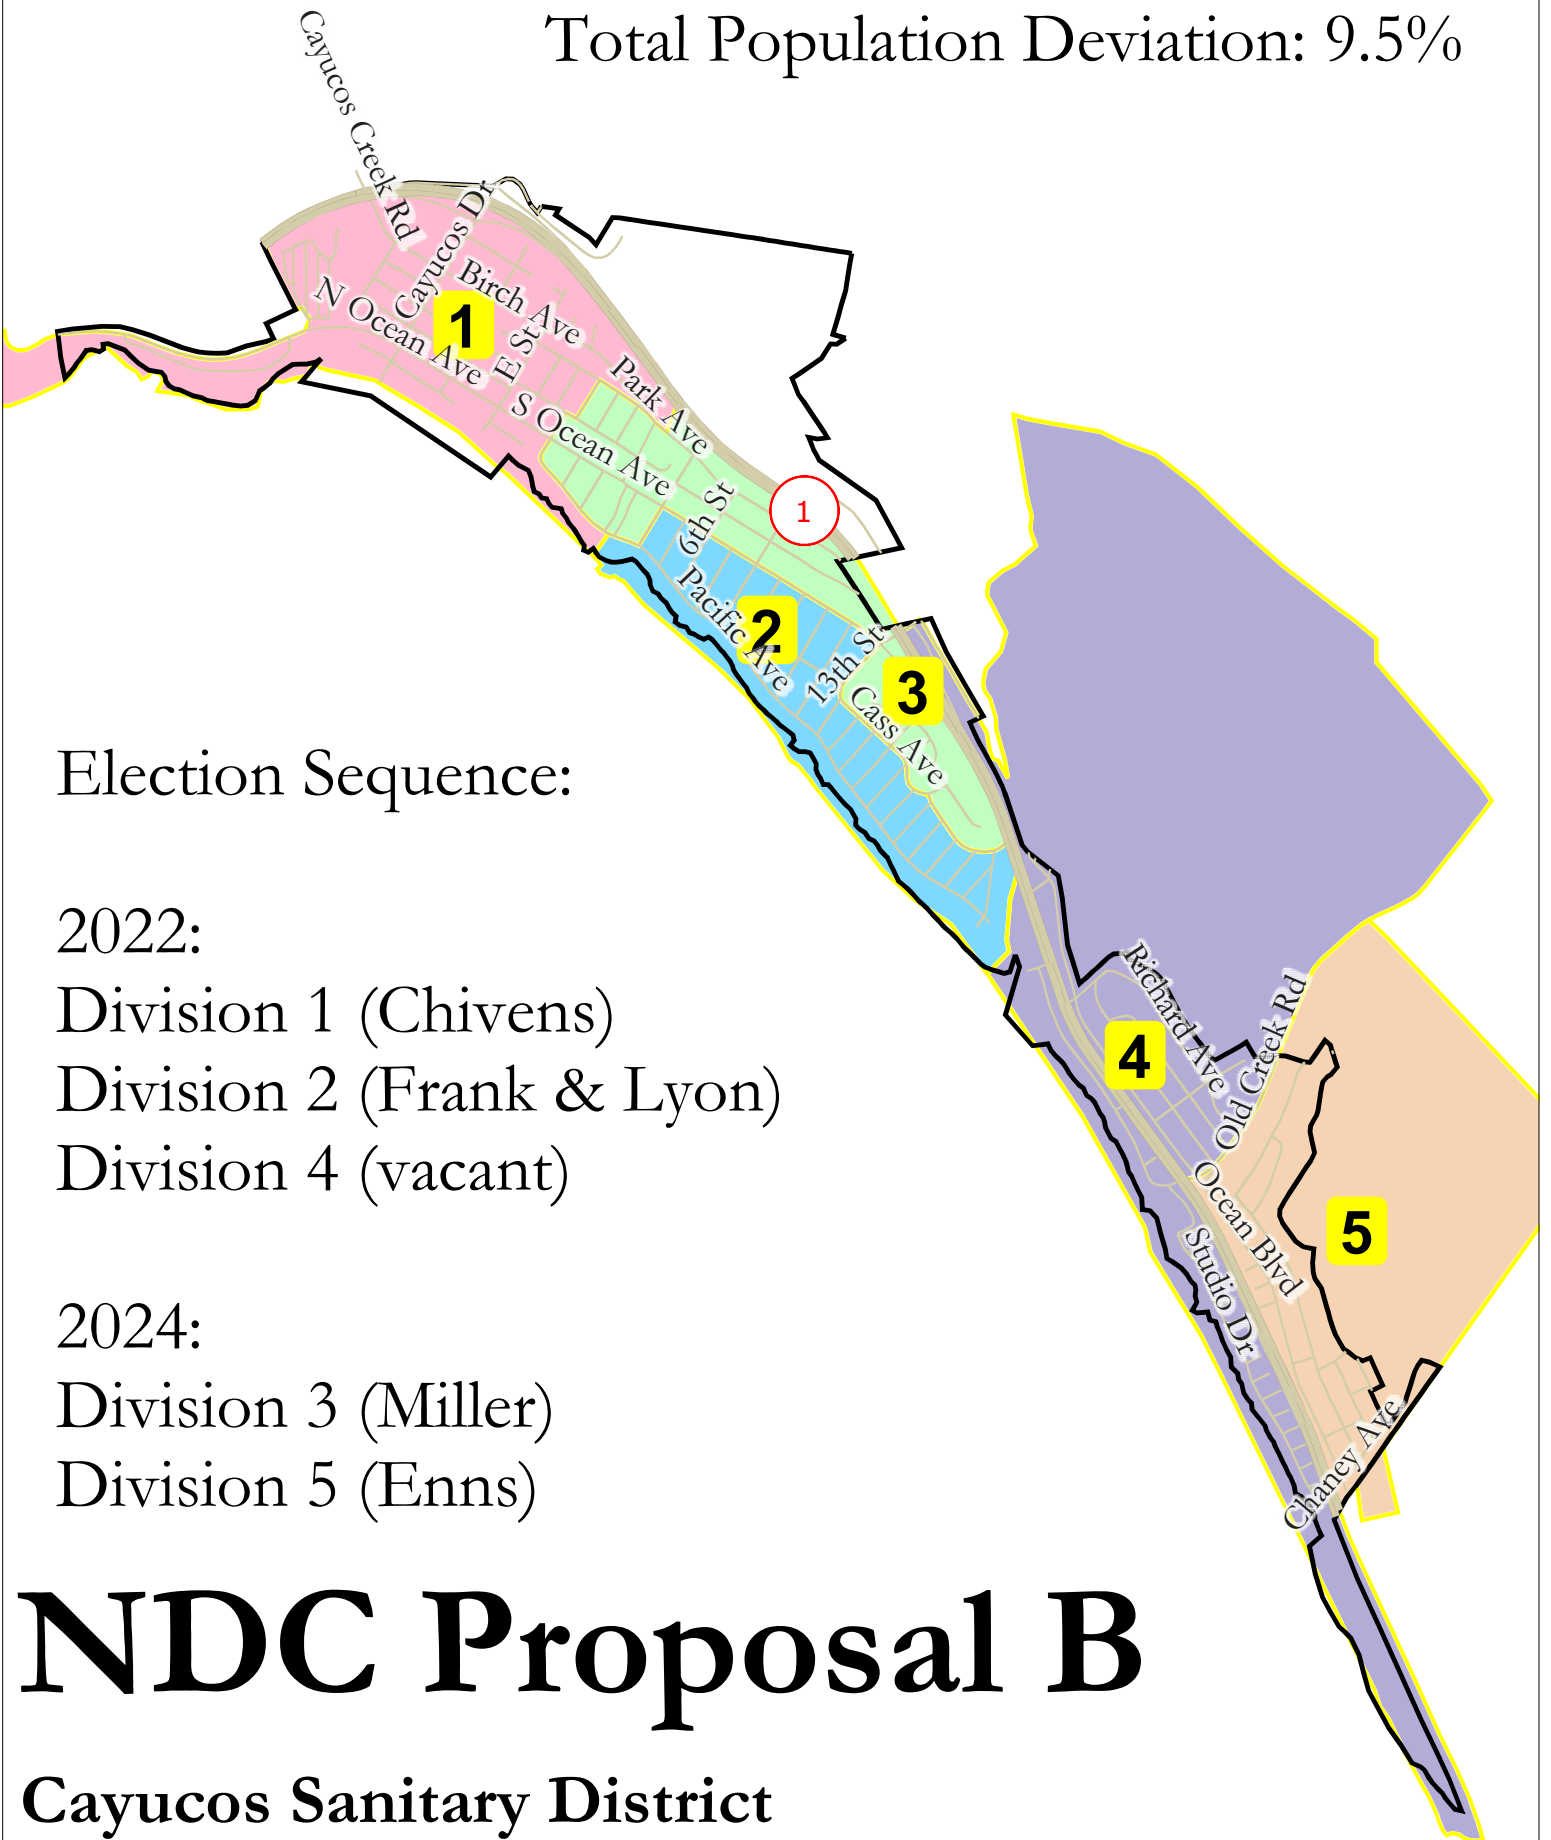 Total Population Deviation: 9.5%
Cayucos Creek Rd
Cayucos Dr
Birch Ave
N Ocean Ave
1
E St
Park Ave
S Ocean Ave
6th St
1
Pacific Ave
2
13th St
3
Cass Ave
Election Sequence:
2022:
Division 1 (Chivens)
Division 2 (Frank & Lyon)
Division 4 (vacant)
Richard Ave
Old Creek Rd
4
Ocean Blvd
5
Studio Dr
Chaney Ave
2024:
Division 3 (Miller)
Division 5 (Enns)
NDC Proposal B
Cayucos Sanitary District